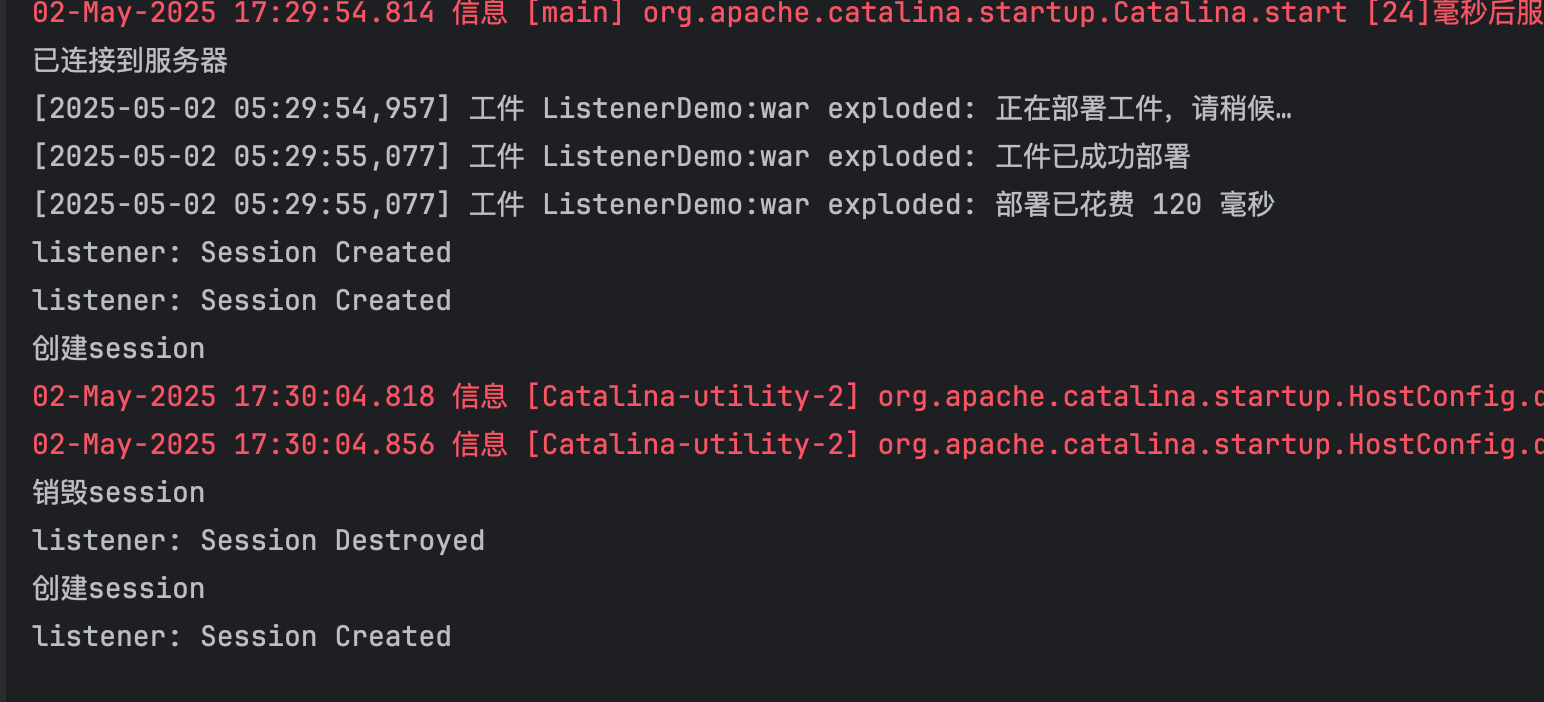 02-May-2025 17:29:54.814 信息 [main] org.apache.catalina.startup.Catalina.start [24]毫秒后服
已连接到服务器
[2025-05-02 05:29:54,957] 工件 ListenerDemo:war exploded: 正在部署工件，请稍候…
[2025-05-02 05:29:55,077] 工件 ListenerDemo:war exploded: 工件已成功部署
[2025-05-02 05:29:55,077] 工件 ListenerDemo:war exploded: 部署已花费 120 毫秒
listener: Session Created
listener: Session Created
创建session
02-May-2025 17:30:04.818 信息 [Catalina-utility-2] org.apache.catalina.startup.HostConfig.d
02-May-2025 17:30:04.856 信息 [Catalina-utility-2] org.apache.catalina.startup.HostConfig.d
销毁session
listener: Session Destroyed
创建session
listener: Session Created